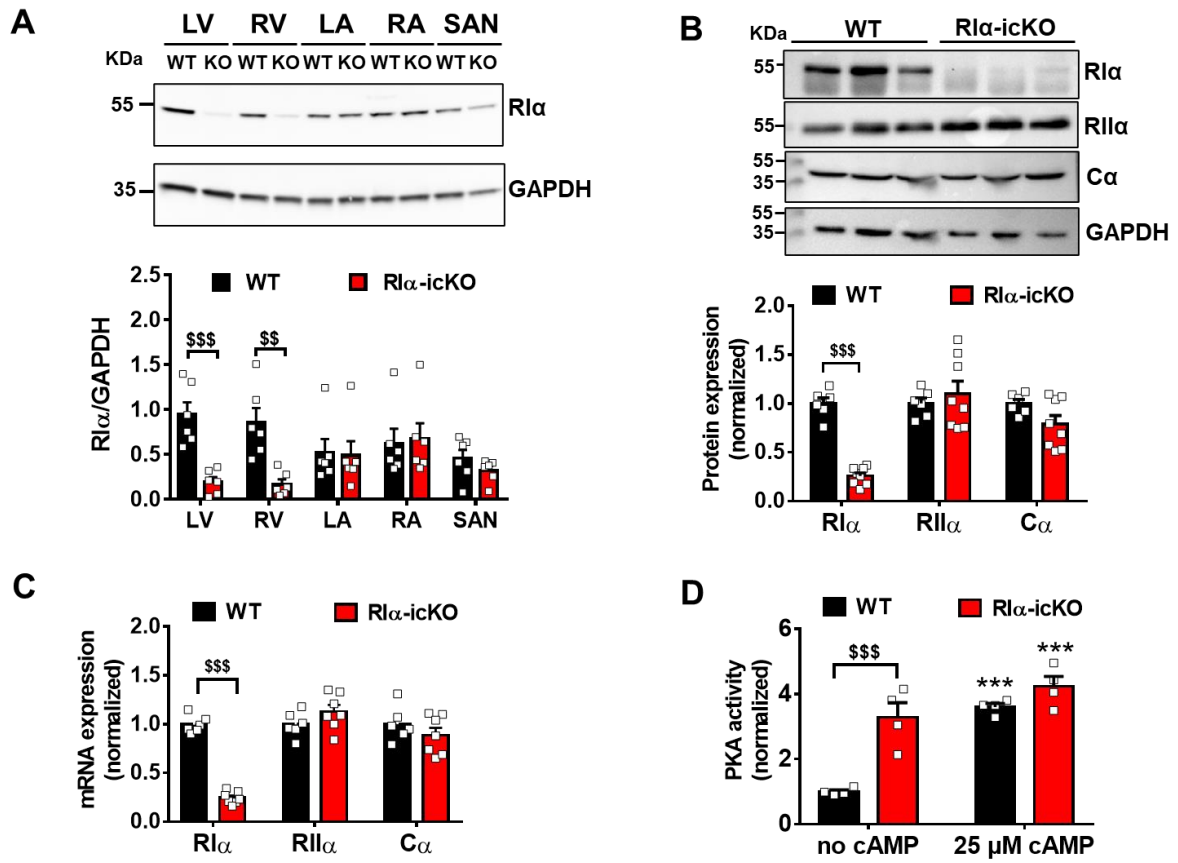 A
LV RV LA RA SAN
KDa WT KO WT KO WT KO WT KO WT KO
55 RIα
35 GAPDH
WT RIα-icKO
RIα/GAPDH
2.5
2.0
1.5
1.0
0.5
0.0
$$$ $$
LV RV LA RA SAN
B
KDa WT RIα-icKO
55 RIα
55 RIIα
55
35 Cα
55
35 GAPDH
WT RIα-icKO
Protein expression
(normalized)
2.0
1.5
1.0
0.5
0.0
$$$
RIα RIIα Cα
C
WT RIα-icKO
mRNA expression
(normalized)
2.0
1.5
1.0
0.5
0.0
$$$
RIα RIIα Cα
D
WT RIα-icKO
PKA activity
(normalized)
6
4
2
0
$$$ *** ***
no cAMP 25 µM cAMP